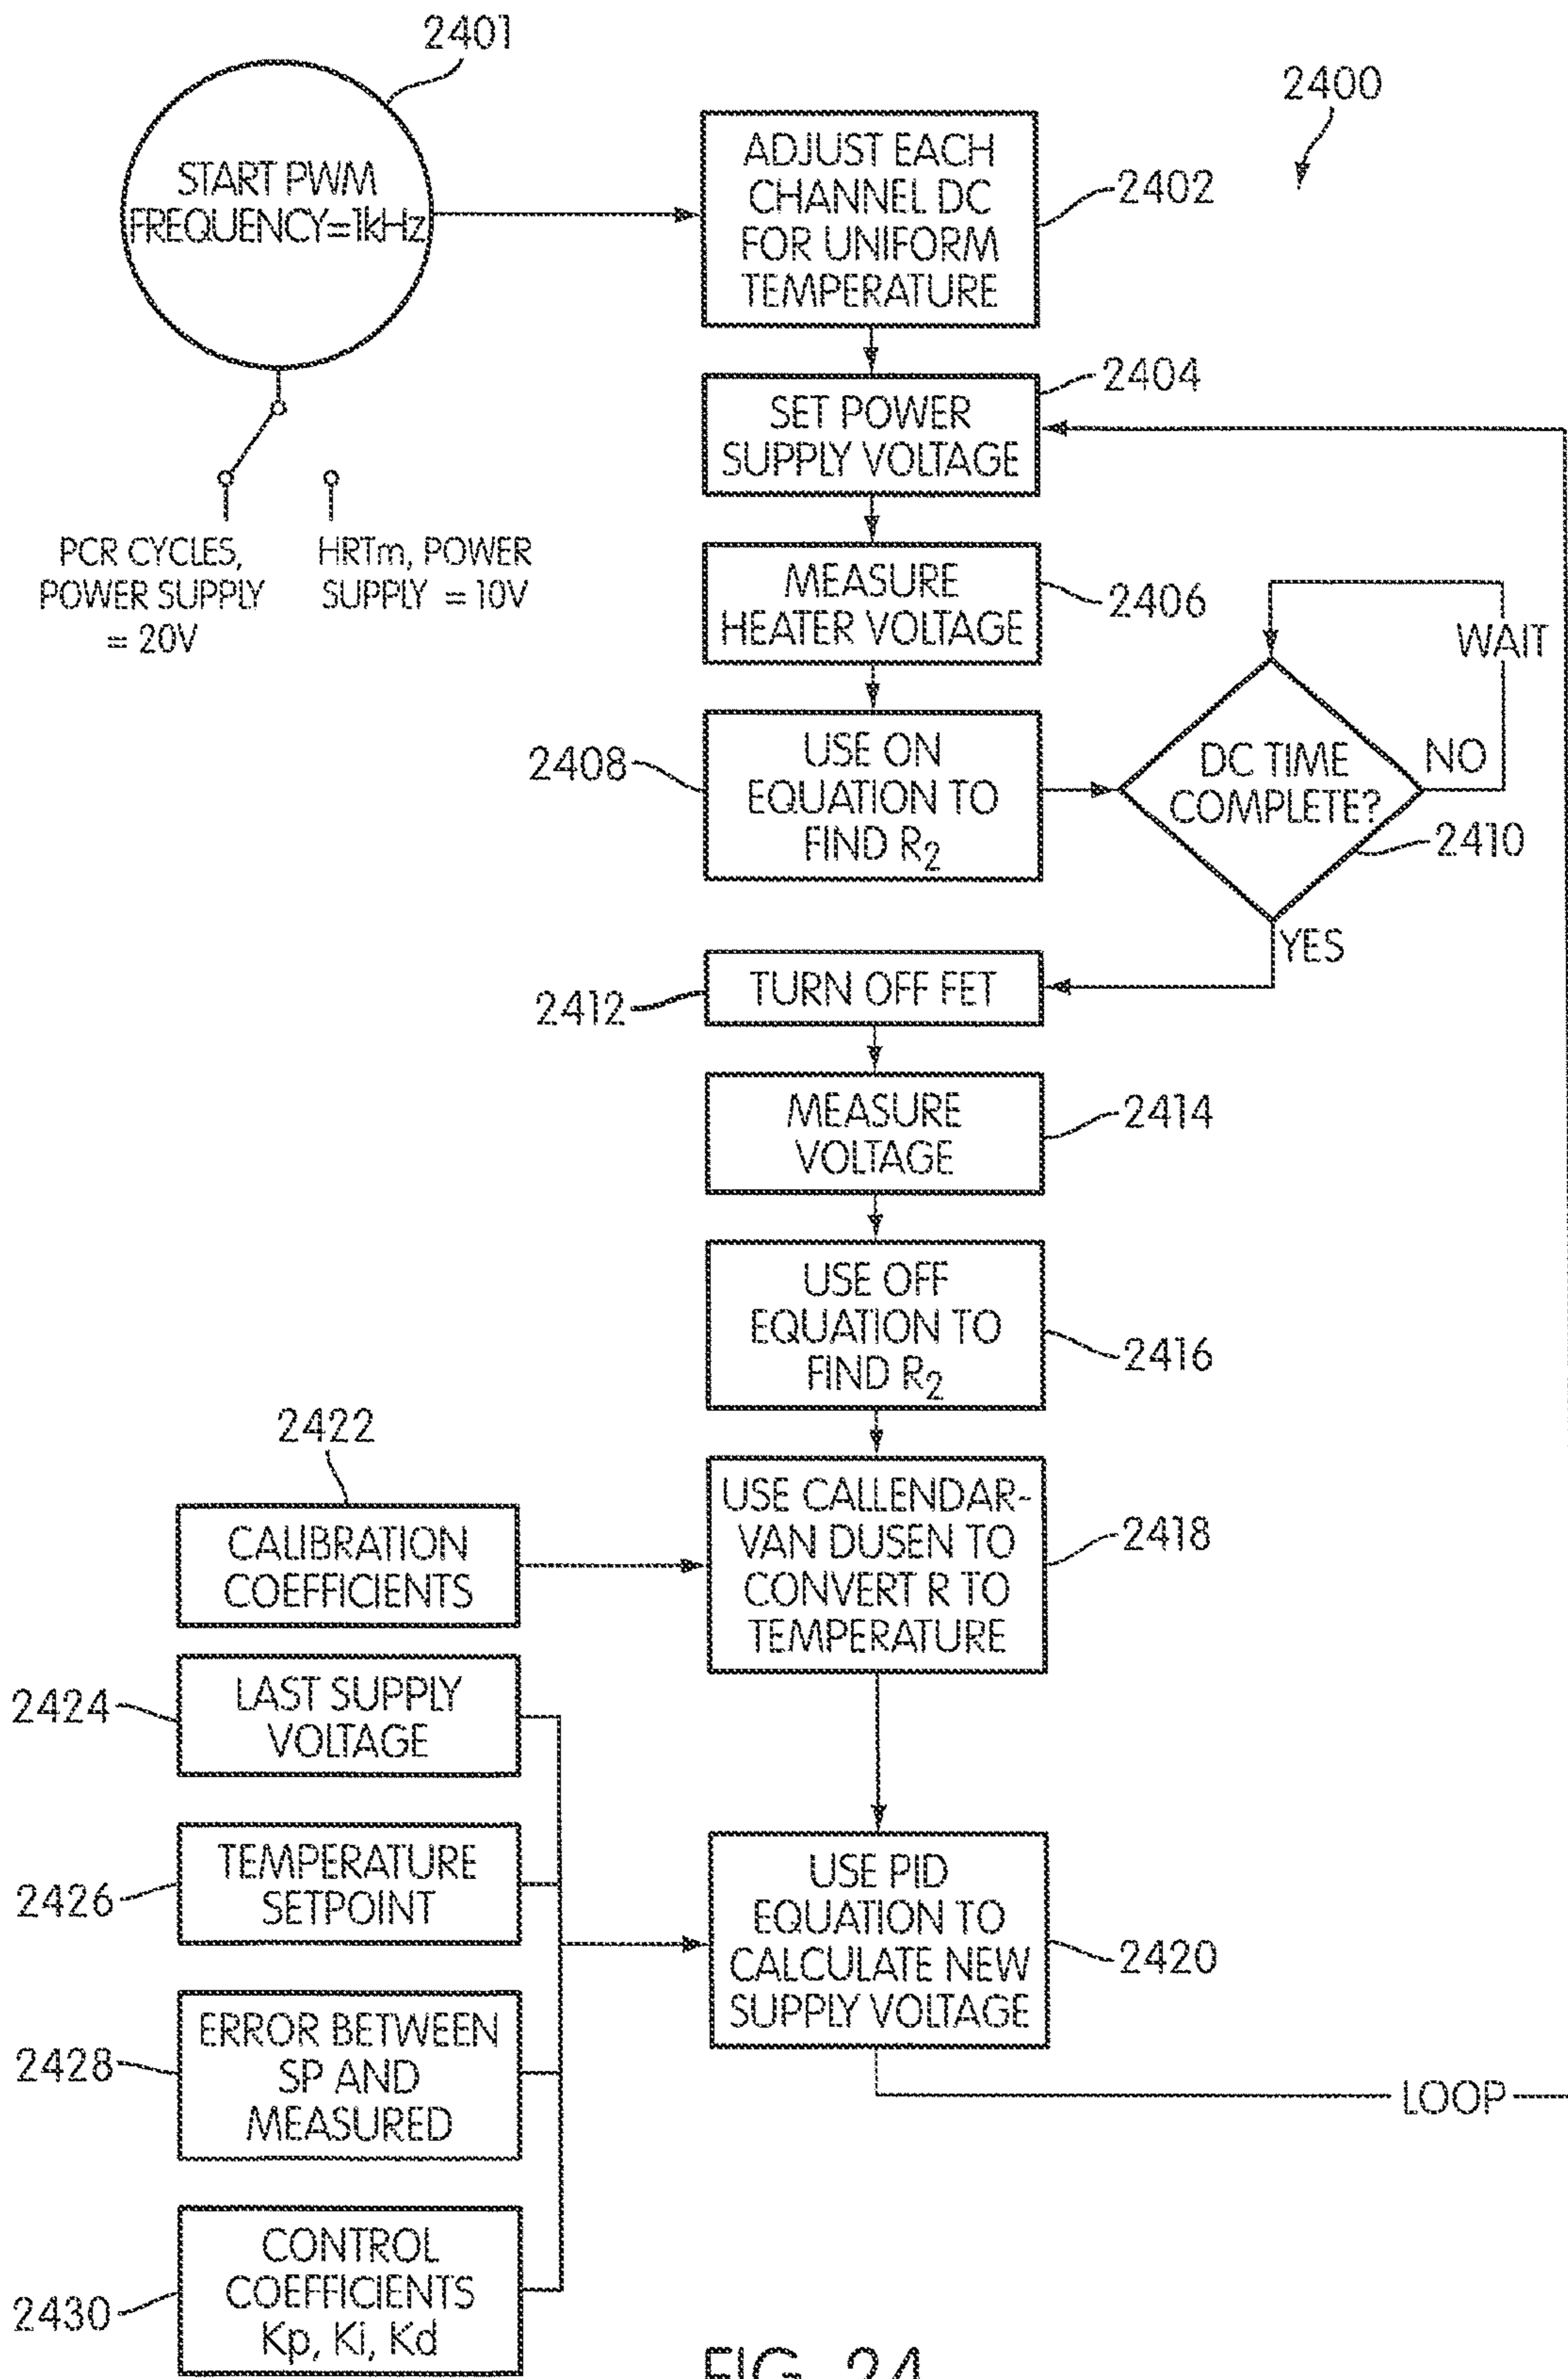 2401
START PWM
FREQUENCY=1kHz
PCR CYCLES,
POWER SUPPLY
= 20V
HRTm, POWER
SUPPLY = 10V
2400
ADJUST EACH
CHANNEL DC
FOR UNIFORM
TEMPERATURE
2402
SET POWER
SUPPLY VOLTAGE
2404
MEASURE
HEATER VOLTAGE
2406
USE ON
EQUATION TO
FIND R2
2408
DC TIME
COMPLETE?
2410
NO
WAIT
YES
TURN OFF FET
2412
MEASURE
VOLTAGE
2414
USE OFF
EQUATION TO
FIND R2
2416
2422
CALIBRATION
COEFFICIENTS
USE CALLENDAR-
VAN DUSEN TO
CONVERT R TO
TEMPERATURE
2418
2424
LAST SUPPLY
VOLTAGE
2426
TEMPERATURE
SETPOINT
2428
ERROR BETWEEN
SP AND
MEASURED
2430
CONTROL
COEFFICIENTS
Kp, Ki, Kd
USE PID
EQUATION TO
CALCULATE NEW
SUPPLY VOLTAGE
2420
LOOP
FIG. 24